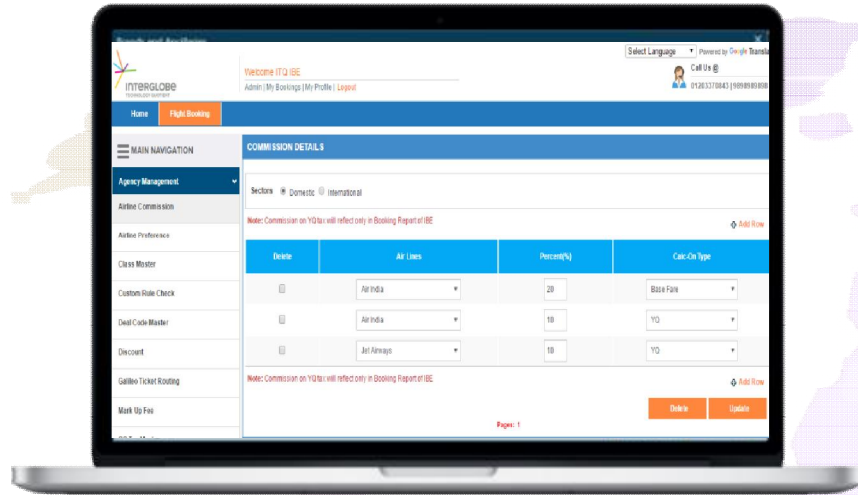 Select Language
Powered by Google Transla
Call Us @
INTERGLOBE
Welcome ITQ IBE
Admin | My Bookings | My Profile | Logout
Home
Flight Booking
MAIN NAVIGATION
COMMISSION DETAILS
Agency Management
Airline Commission
Airline Preference
Class Master
Custom Rule Check
Deal Code Master
Discount
Galileo Ticket Routing
Mark Up Fee
Sectors Domestic International
Note: Commission on YQ tax will reflect only in Booking Report of IBE
Add Row
Delete Air Lines Percent(%) Calc-On Type
Air India 20 Base Fare
Air India 10 YQ
Jet Airways 10 YQ
Note: Commission on YQ tax will reflect only in Booking Report of IBE
Add Row
Delete Update
Pages: 1